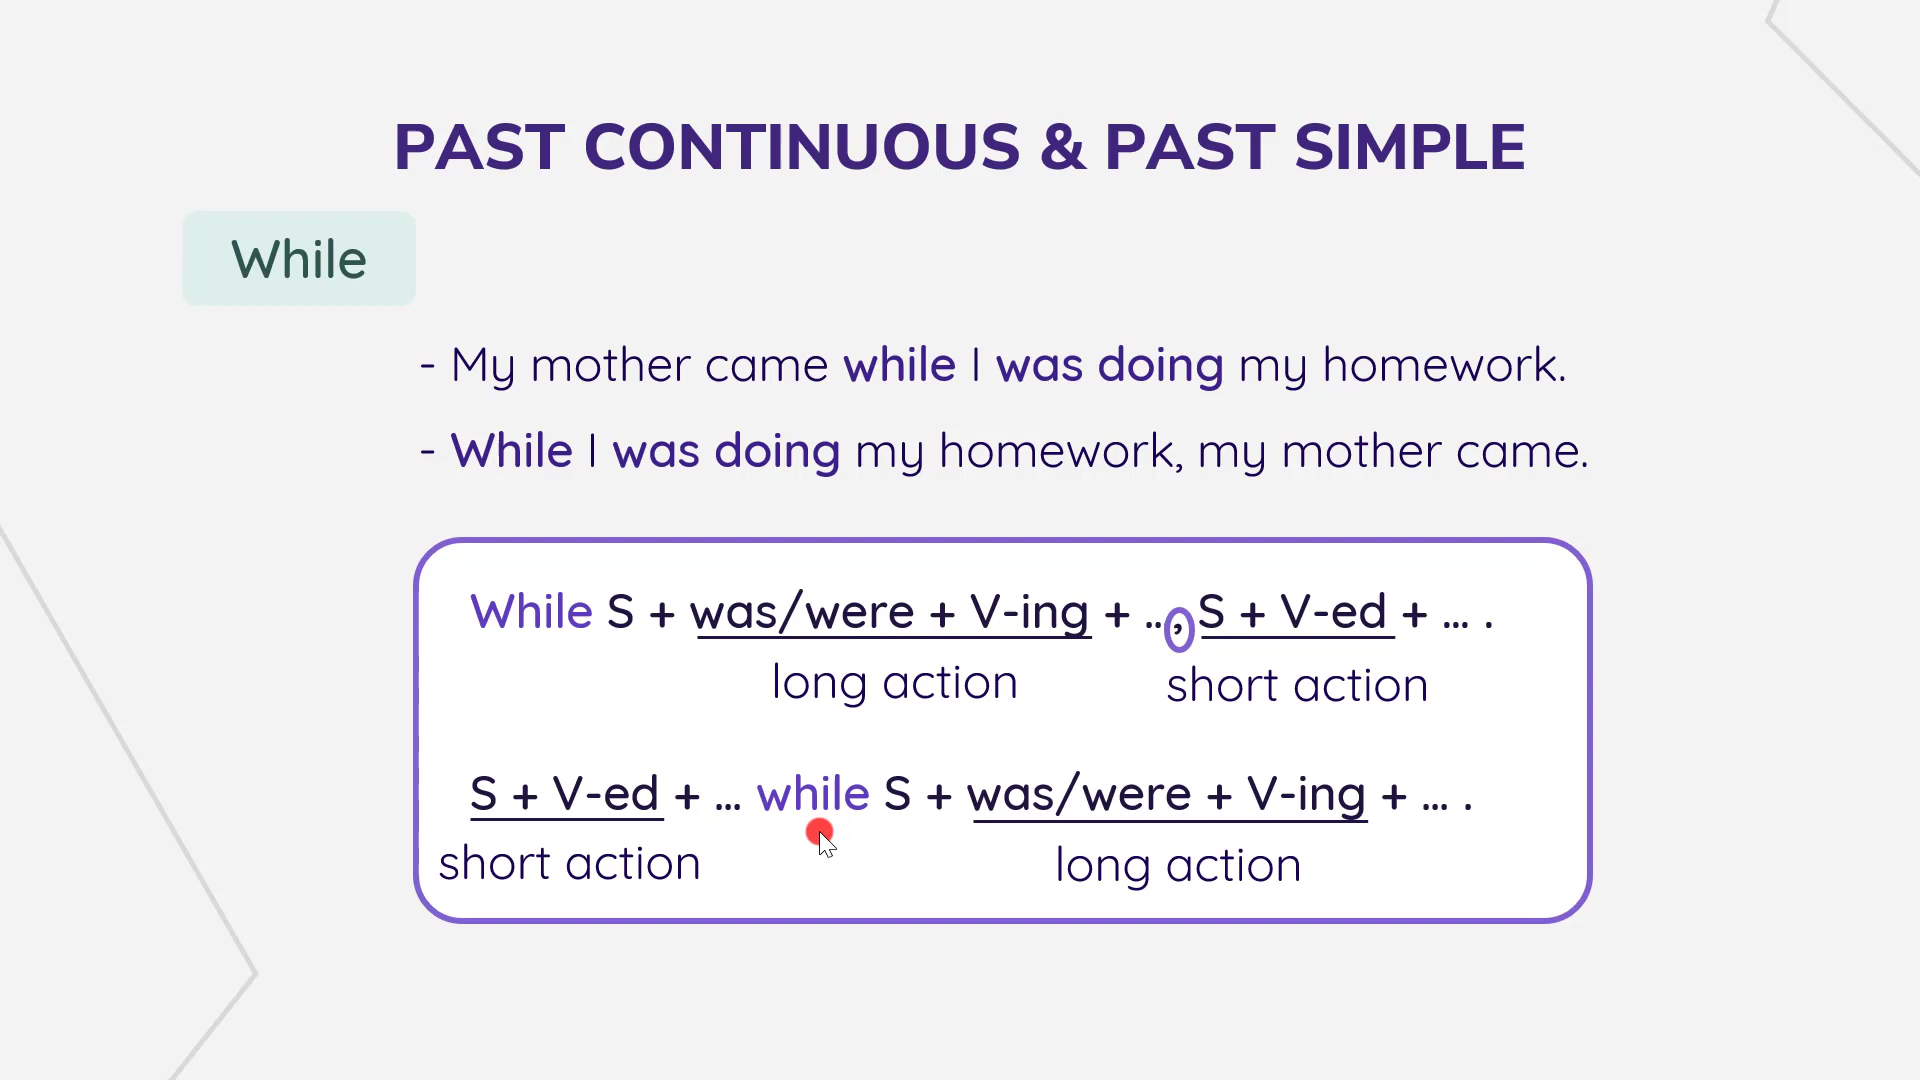 PAST CONTINUOUS & PAST SIMPLE
While
- My mother came while I was doing my homework.
- While I was doing my homework, my mother came.
While S + was/were + V-ing + .., S + V-ed + ... .
long action
short action
S + V-ed + ... while S + was/were + V-ing + ... .
short action
long action